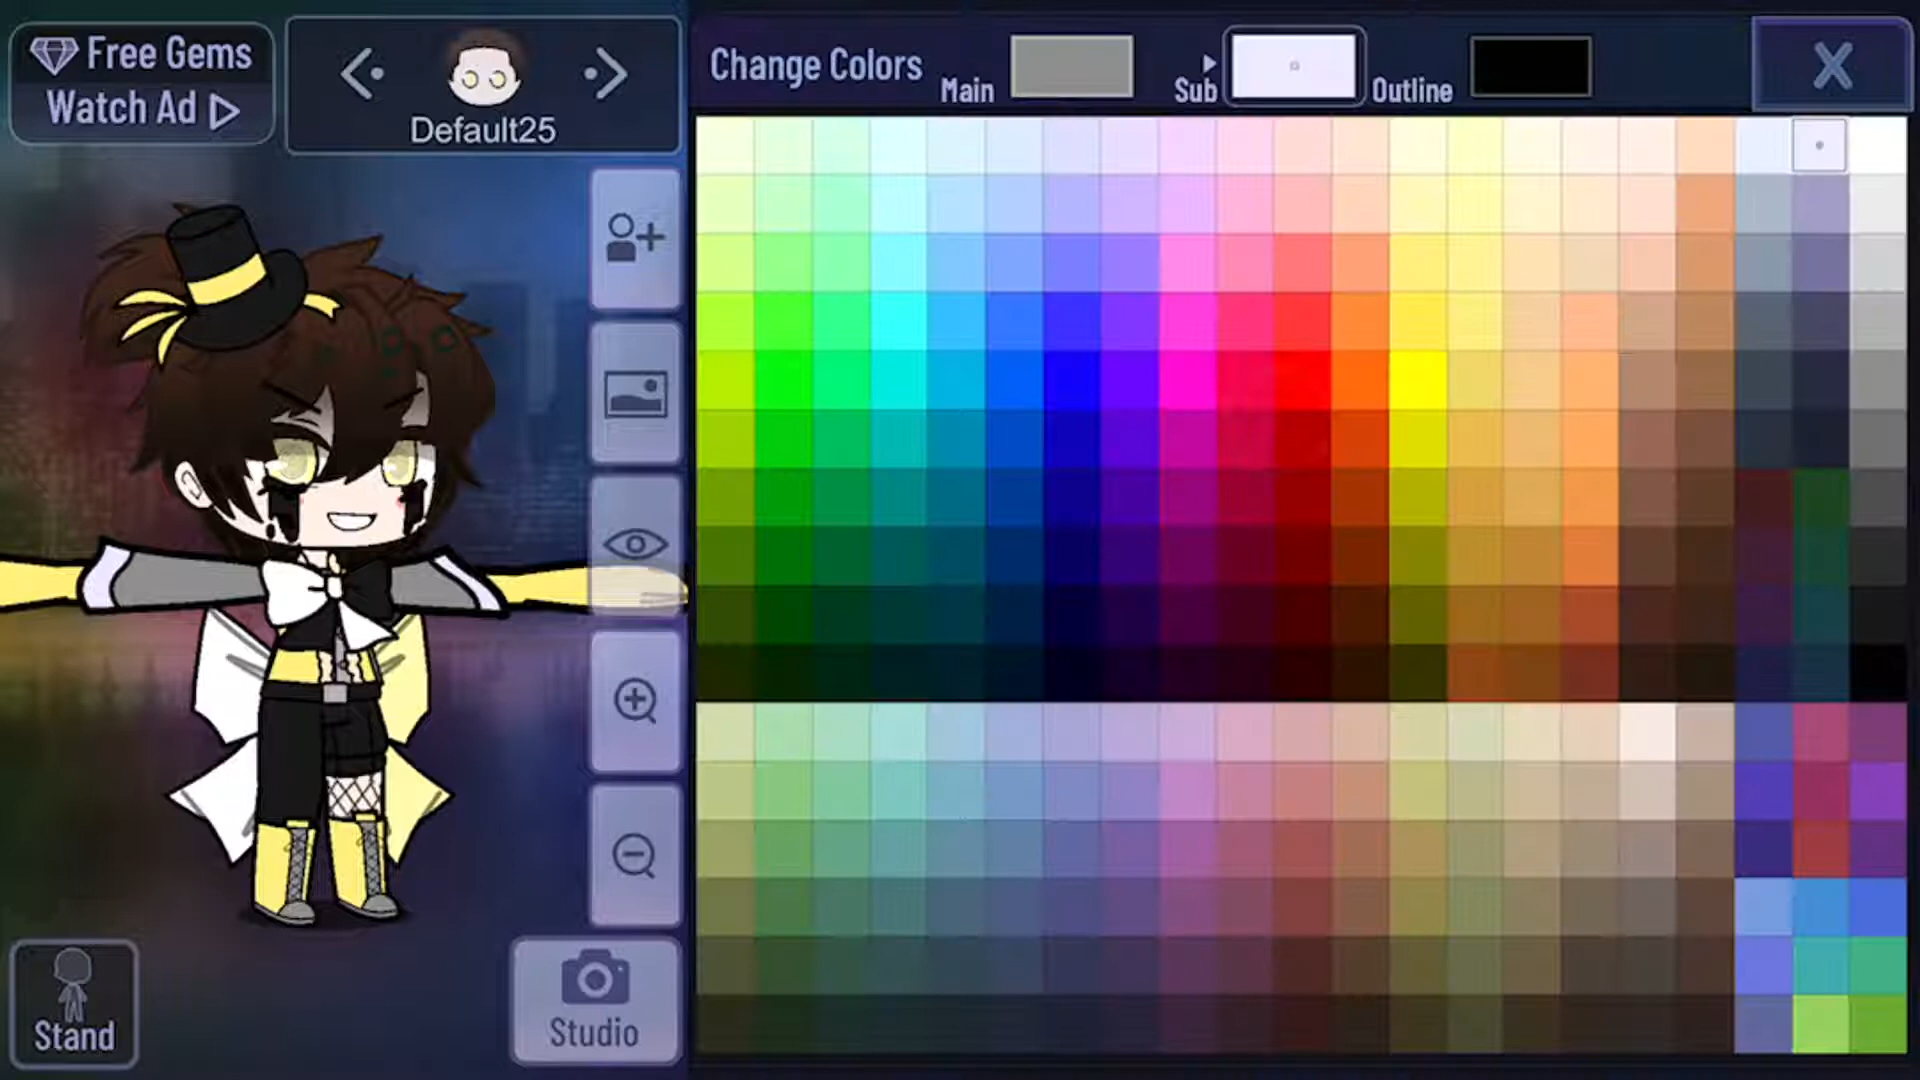 Free Gems
Watch Ad
Default25
Change Colors
Main
Sub
Outline
X
Stand
Studio